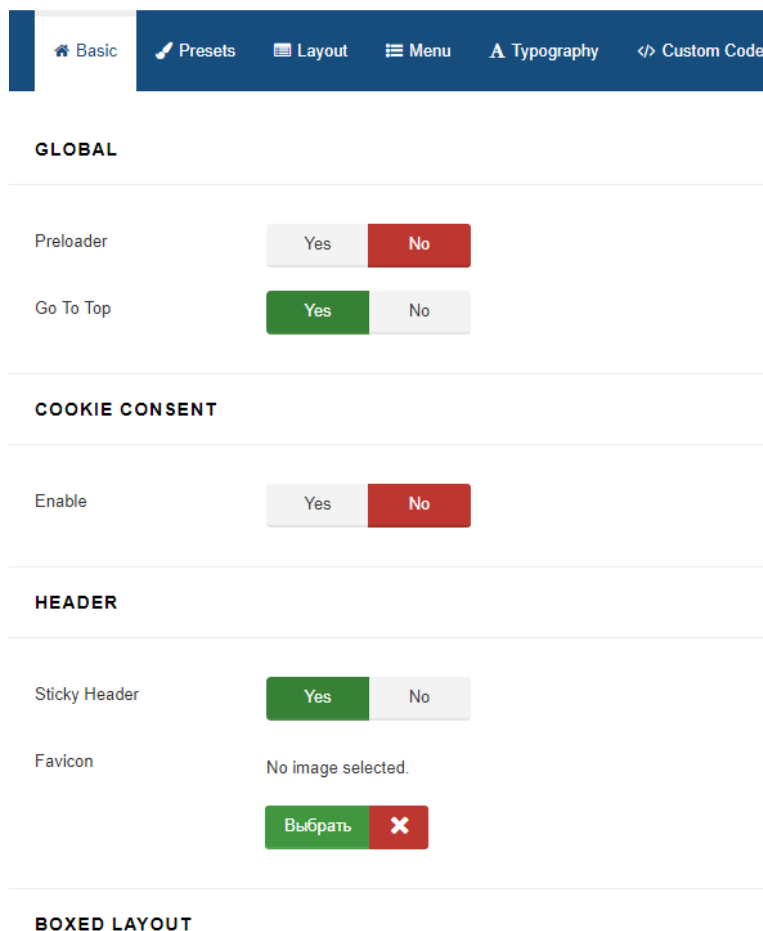 Basic Presets Layout Menu Typography Custom Code
GLOBAL
Preloader Yes No
Go To Top Yes No
COOKIE CONSENT
Enable Yes No
HEADER
Sticky Header Yes No
Favicon No image selected.
Выбрать
BOXED LAYOUT